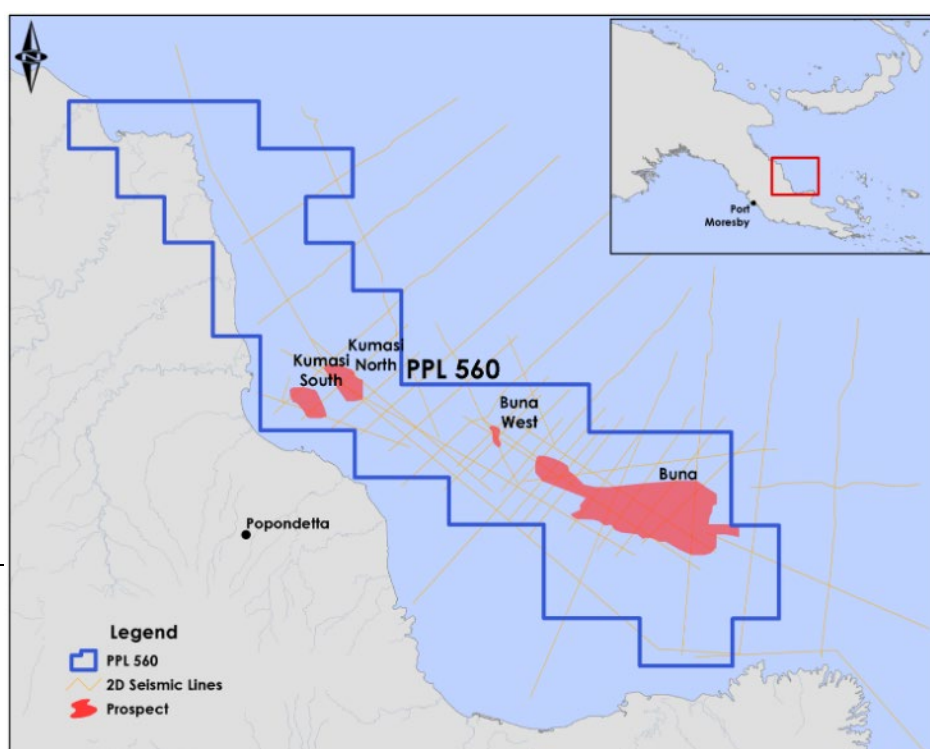 N
Port
Moresby
Kumasi
North
Kumasi
South
PPL 560
Buna
West
Buna
Popondetta
Legend
PPL 560
2D Seismic Lines
Prospect